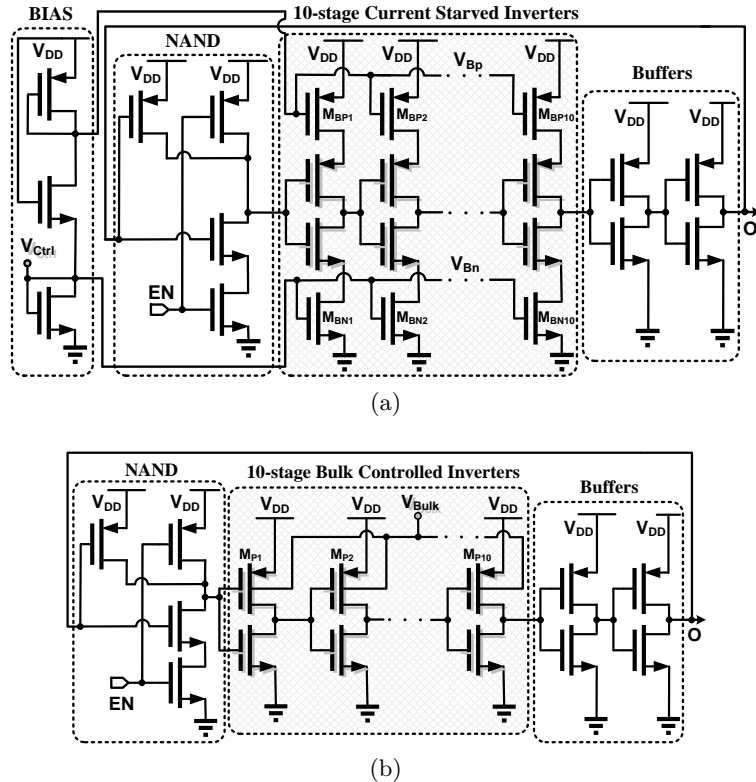 BIAS
10-stage Current Starved Inverters
NAND
Buffers
VDD
VDD VDD
VDD VDD VDD
VBp
VDD VDD
MBP1 MBP2 MBP10
VCtrl
EN
O
VBn
MBN1 MBN2 MBN10
(a)
NAND
10-stage Bulk Controlled Inverters
Buffers
VDD VDD
VDD VDD VBulk VDD
VDD VDD
MP1 MP2 MP10
EN
O
(b)